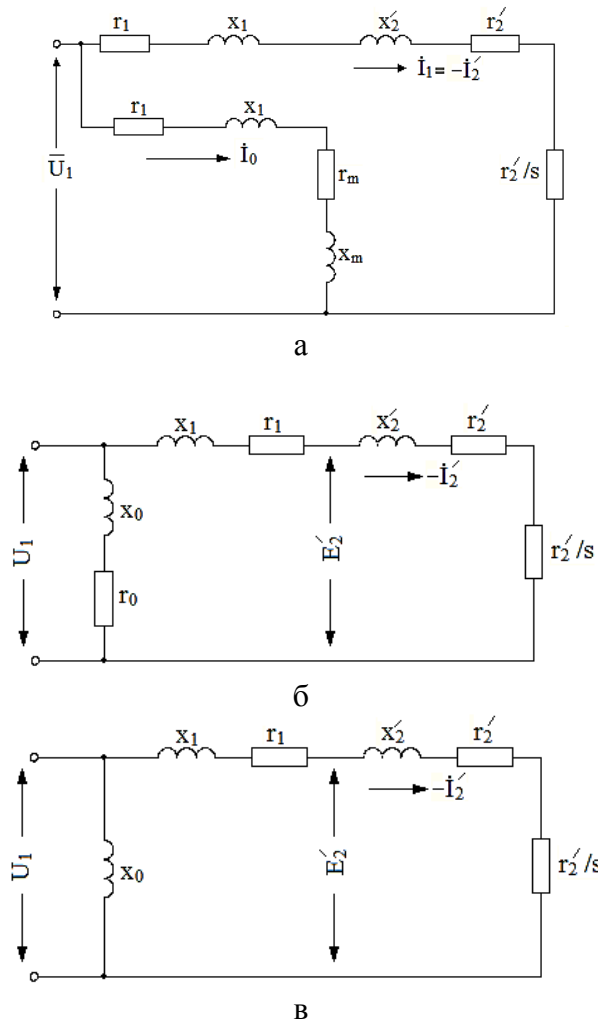 r₁ x₁ x₂′ r₂′
İ₁ = −İ₂′
r₁ x₁
U̅₁ İ₀ rₘ r₂′/s
xₘ
а
x₁ r₁ x₂′ r₂′
−İ₂′
x₀
U₁ E₂′ r₂′/s
r₀
б
x₁ r₁ x₂′ r₂′
−İ₂′
U₁ x₀ E₂′ r₂′/s
в